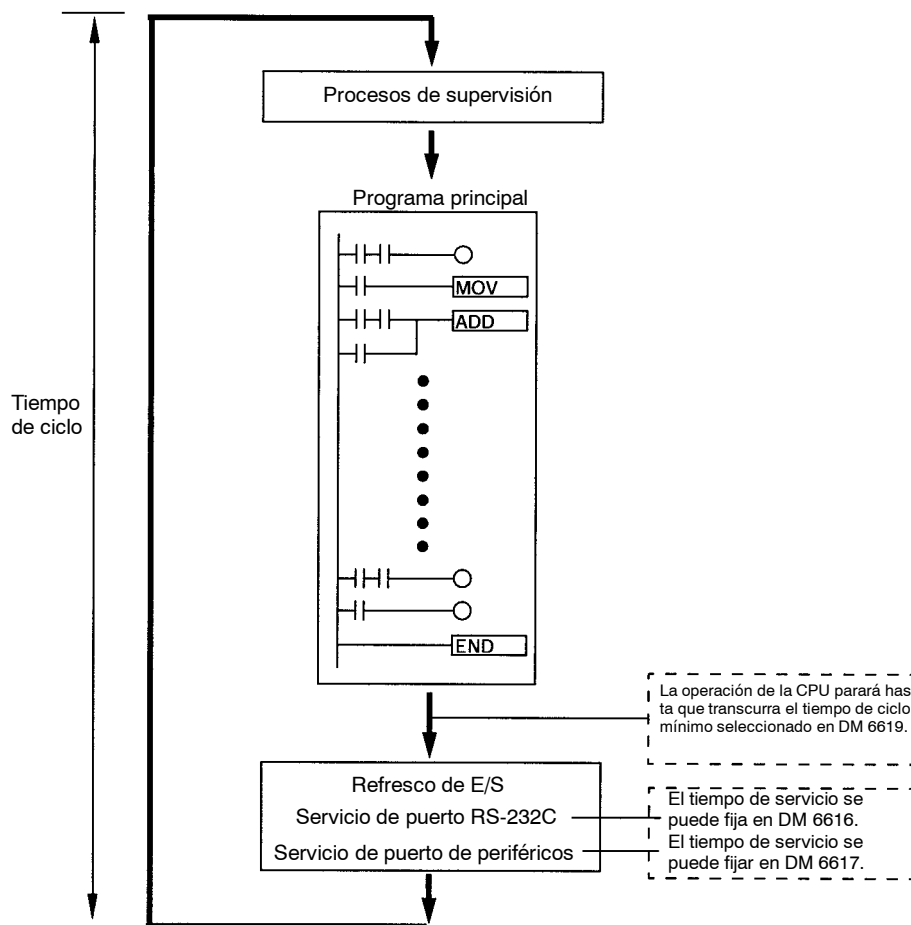 Procesos de supervisión
Programa principal
MOV
ADD
Tiempo
de ciclo
END
La operación de la CPU parará has
ta que transcurra el tiempo de ciclo
mínimo seleccionado en DM 6619.
Refresco de E/S
Servicio de puerto RS-232C
Servicio de puerto de periféricos
El tiempo de servicio se
puede fija en DM 6616.
El tiempo de servicio se
puede fijar en DM 6617.